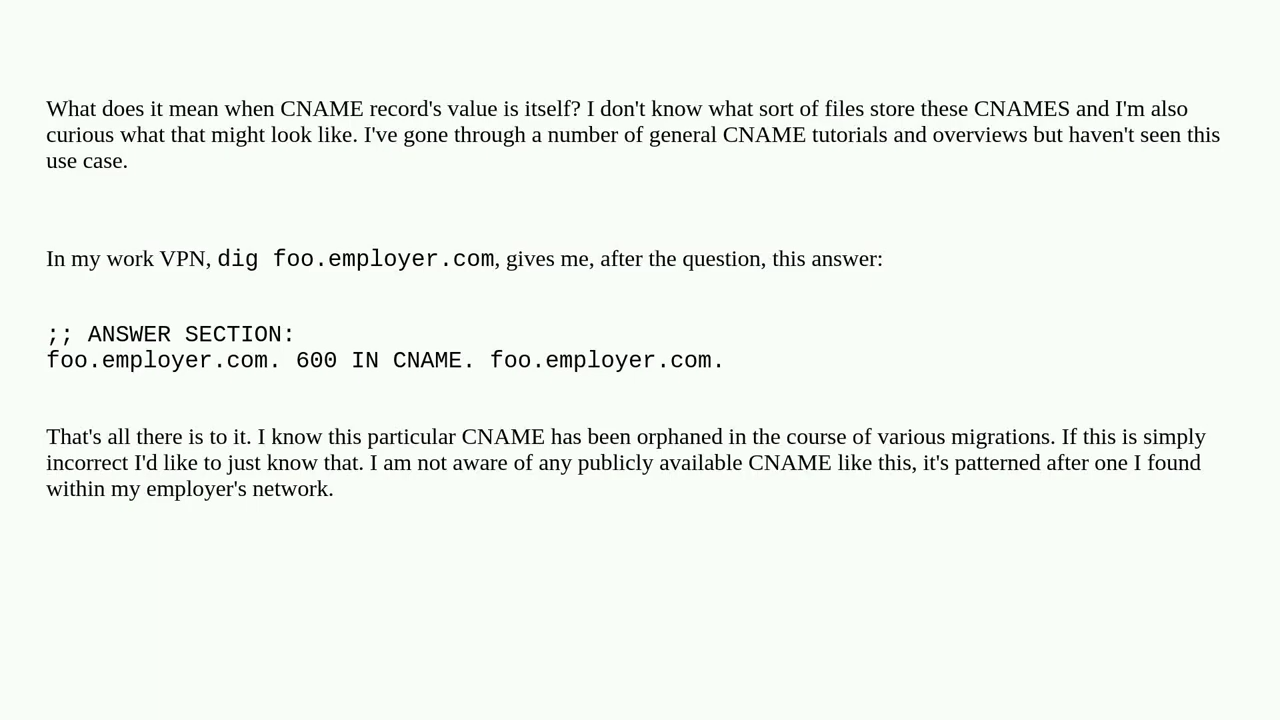 What does it mean when CNAME record's value is itself? I don't know what sort of files store these CNAMES and I'm also
curious what that might look like. I've gone through a number of general CNAME tutorials and overviews but haven't seen this
use case.
In my work VPN, dig foo.employer.com, gives me, after the question, this answer:
;; ANSWER SECTION:
foo.employer.com. 600 IN CNAME. foo.employer.com.
That's all there is to it. I know this particular CNAME has been orphaned in the course of various migrations. If this is simply
incorrect I'd like to just know that. I am not aware of any publicly available CNAME like this, it's patterned after one I found
within my employer's network.